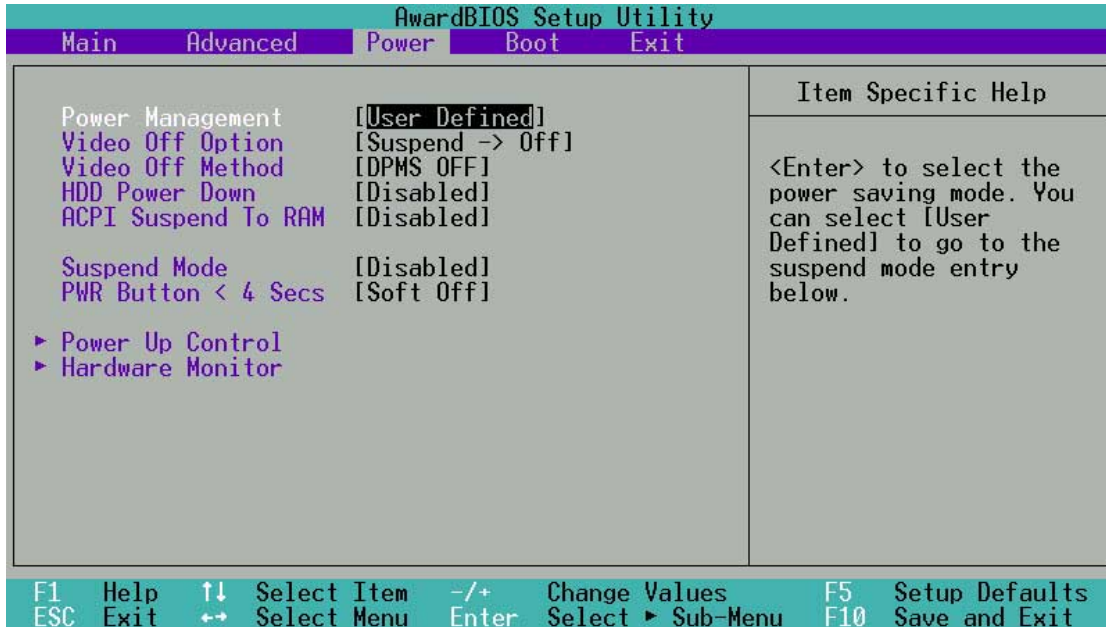 AwardBIOS Setup Utility
Main Advanced Power Boot Exit
Power Management [User Defined]
Video Off Option [Suspend -> Off]
Video Off Method [DPMS OFF]
HDD Power Down [Disabled]
ACPI Suspend To RAM [Disabled]
Suspend Mode [Disabled]
PWR Button < 4 Secs [Soft Off]
▶ Power Up Control
▶ Hardware Monitor
Item Specific Help
<Enter> to select the
power saving mode. You
can select [User
Defined] to go to the
suspend mode entry
below.
F1 Help ↑↓ Select Item -/+ Change Values F5 Setup Defaults
ESC Exit ←→ Select Menu Enter Select ▶ Sub-Menu F10 Save and Exit